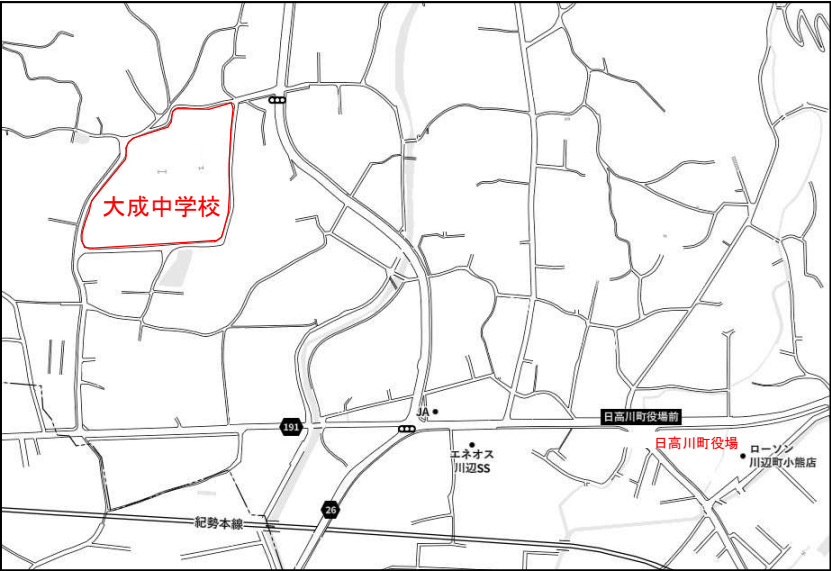 大成中学校
JA
日高川町役場前
191
日高川町役場
エネオス
川辺SS
ローソン
川辺町小熊店
26
紀勢本線